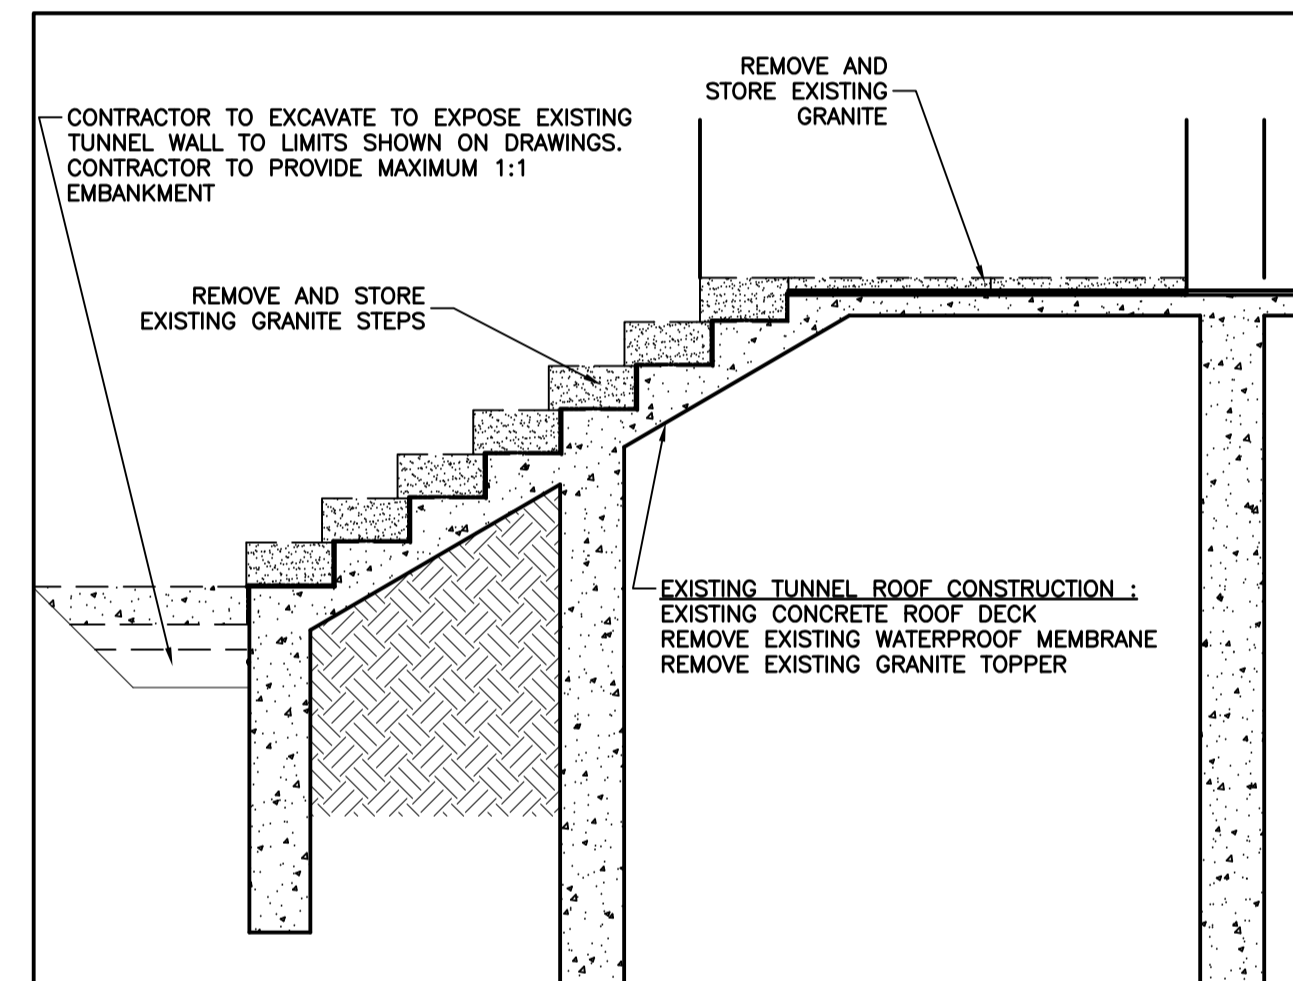 REMOVE AND
STORE EXISTING
GRANITE
CONTRACTOR TO EXCAVATE TO EXPOSE EXISTING
TUNNEL WALL TO LIMITS SHOWN ON DRAWINGS.
CONTRACTOR TO PROVIDE MAXIMUM 1:1
EMBANKMENT
REMOVE AND STORE
EXISTING GRANITE STEPS
EXISTING TUNNEL ROOF CONSTRUCTION :
EXISTING CONCRETE ROOF DECK
REMOVE EXISTING WATERPROOF MEMBRANE
REMOVE EXISTING GRANITE TOPPER